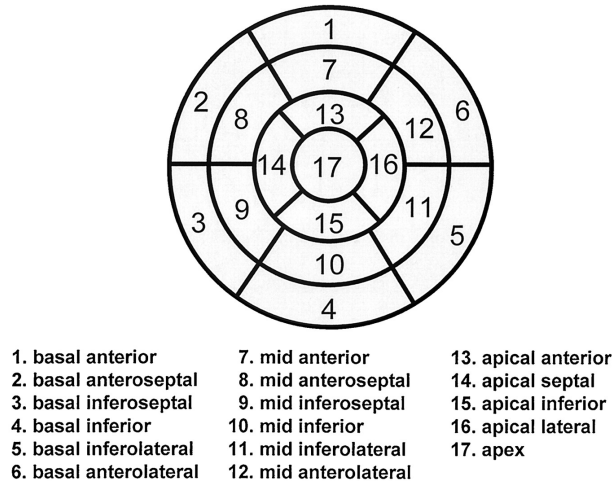 1
7
13
2
8
6
12
14
17
16
3
9
15
11
5
10
4
1. basal anterior
2. basal anteroseptal
3. basal inferoseptal
4. basal inferior
5. basal inferolateral
6. basal anterolateral
7. mid anterior
8. mid anteroseptal
9. mid inferoseptal
10. mid inferior
11. mid inferolateral
12. mid anterolateral
13. apical anterior
14. apical septal
15. apical inferior
16. apical lateral
17. apex